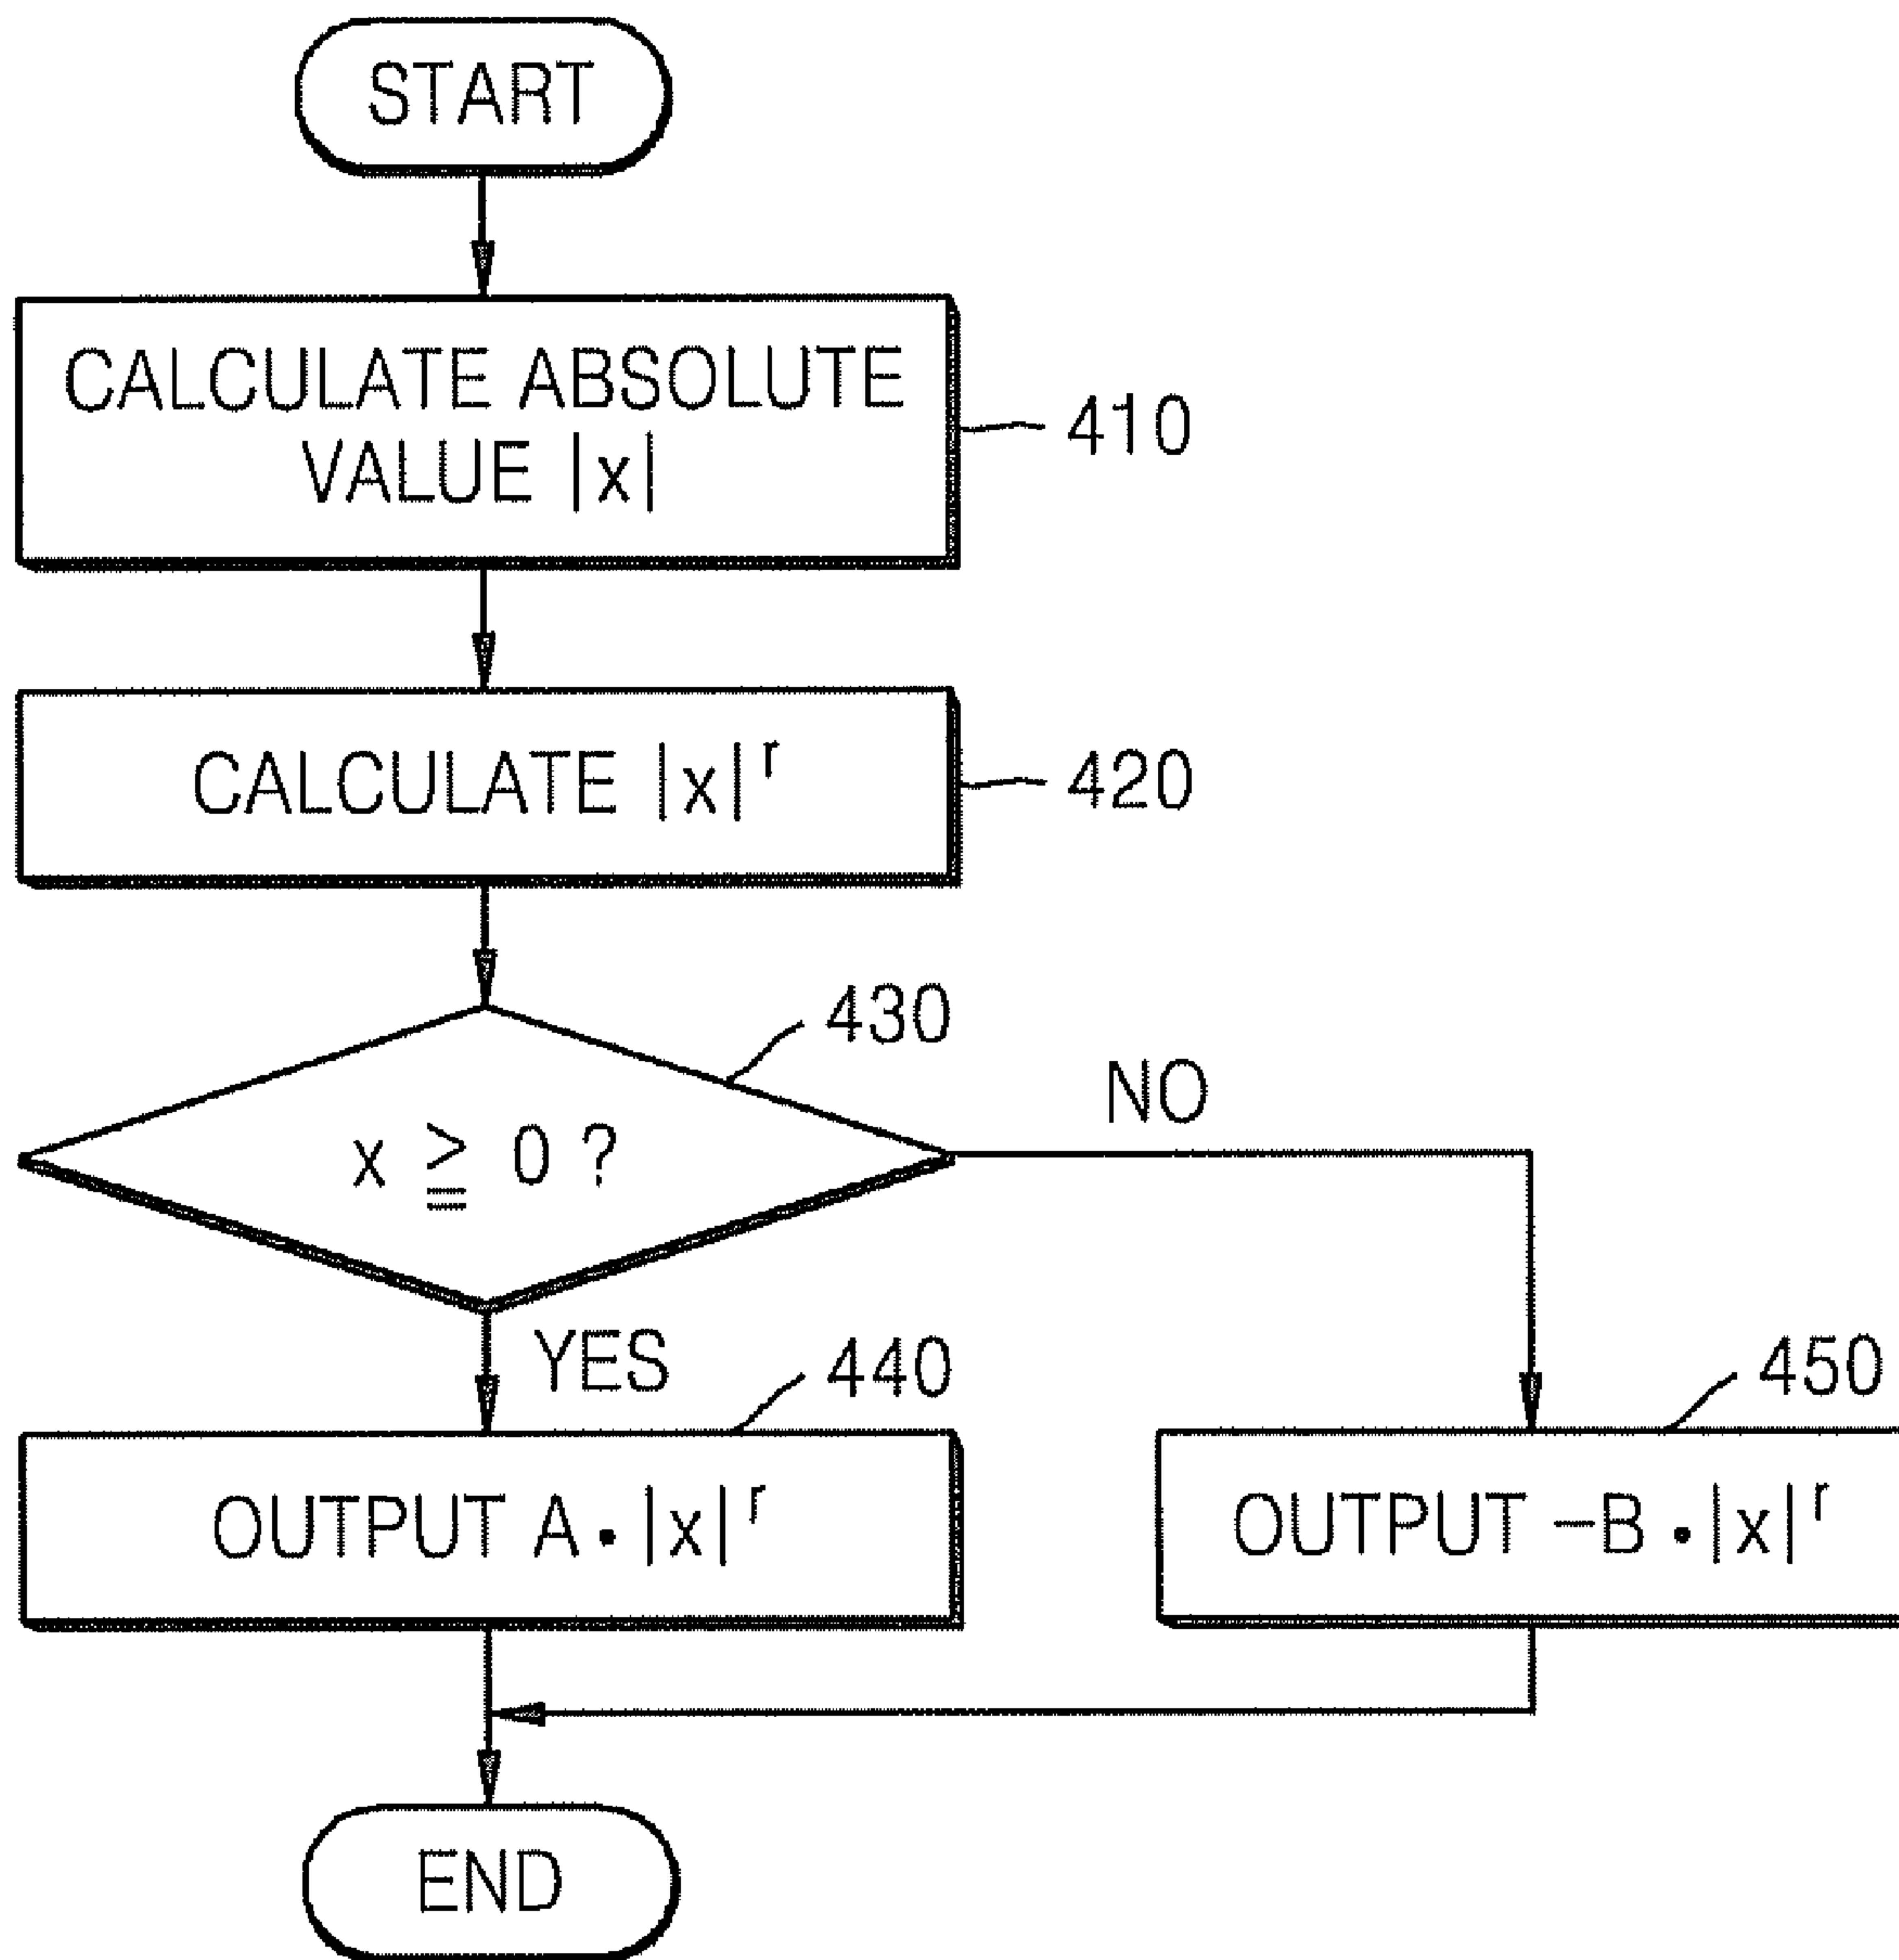 START
CALCULATE ABSOLUTE
VALUE |x|
410
CALCULATE |x|ʳ
420
430
x ≧ 0 ?
NO
YES
440
450
OUTPUT A•|x|ʳ
OUTPUT –B•|x|ʳ
END